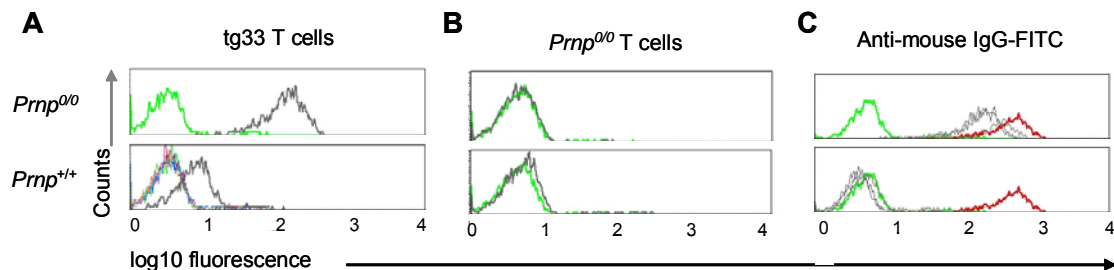 A
tg33 T cells
B
Prnp0/0 T cells
C
Anti-mouse IgG-FITC
Prnp0/0
Prnp+/+
Counts
0 1 2 3 4
0 1 2 3 4
0 1 2 3 4
log10 fluorescence